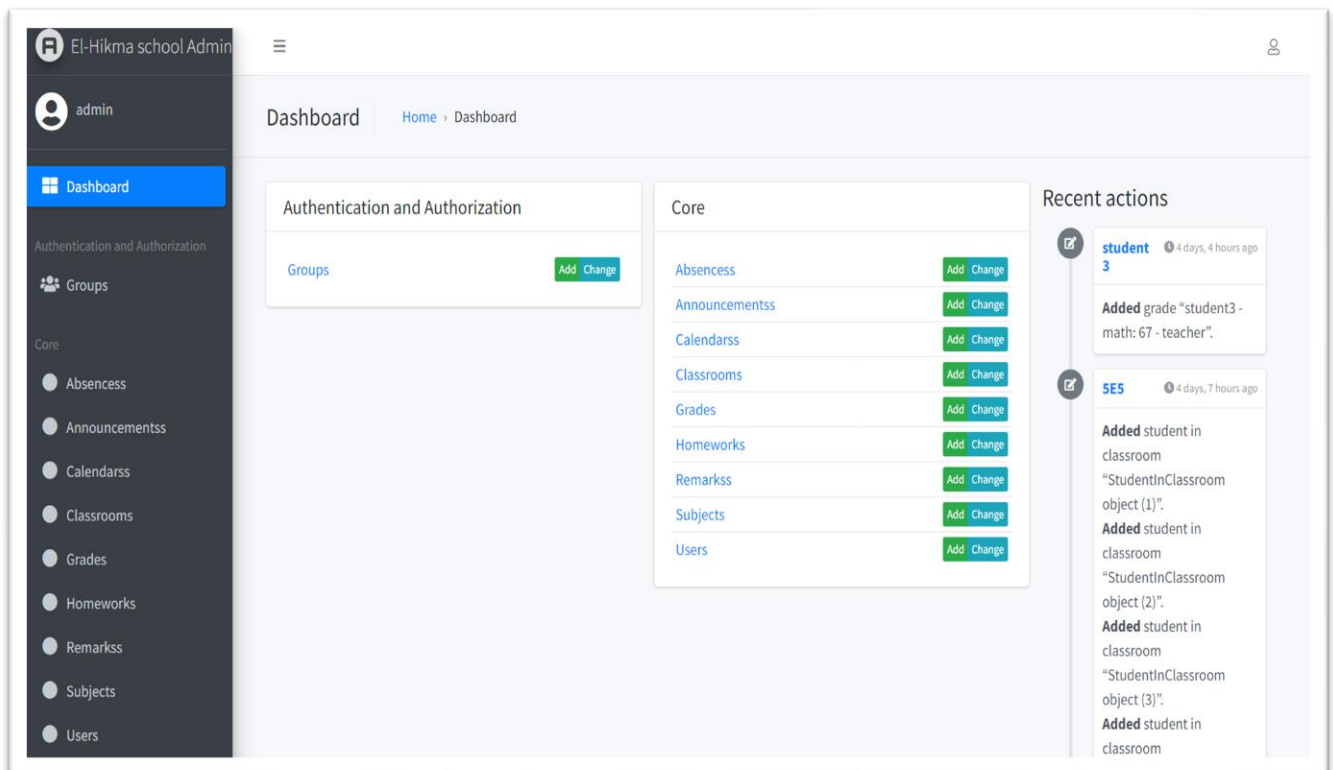 El-Hikma school Admin
admin
Dashboard
Authentication and Authorization
Groups
Core
Absencess
Announcementss
Calendarss
Classrooms
Grades
Homeworks
Remarkss
Subjects
Users
Dashboard
Home › Dashboard
Authentication and Authorization
Groups Add Change
Core
Absencess Add Change
Announcementss Add Change
Calendarss Add Change
Classrooms Add Change
Grades Add Change
Homeworks Add Change
Remarkss Add Change
Subjects Add Change
Users Add Change
Recent actions
student 4 days, 4 hours ago
3
Added grade “student3 -
math: 67 - teacher”.
5E5 4 days, 7 hours ago
Added student in
classroom
“StudentInClassroom
object (1)”.
Added student in
classroom
“StudentInClassroom
object (2)”.
Added student in
classroom
“StudentInClassroom
object (3)”.
Added student in
classroom